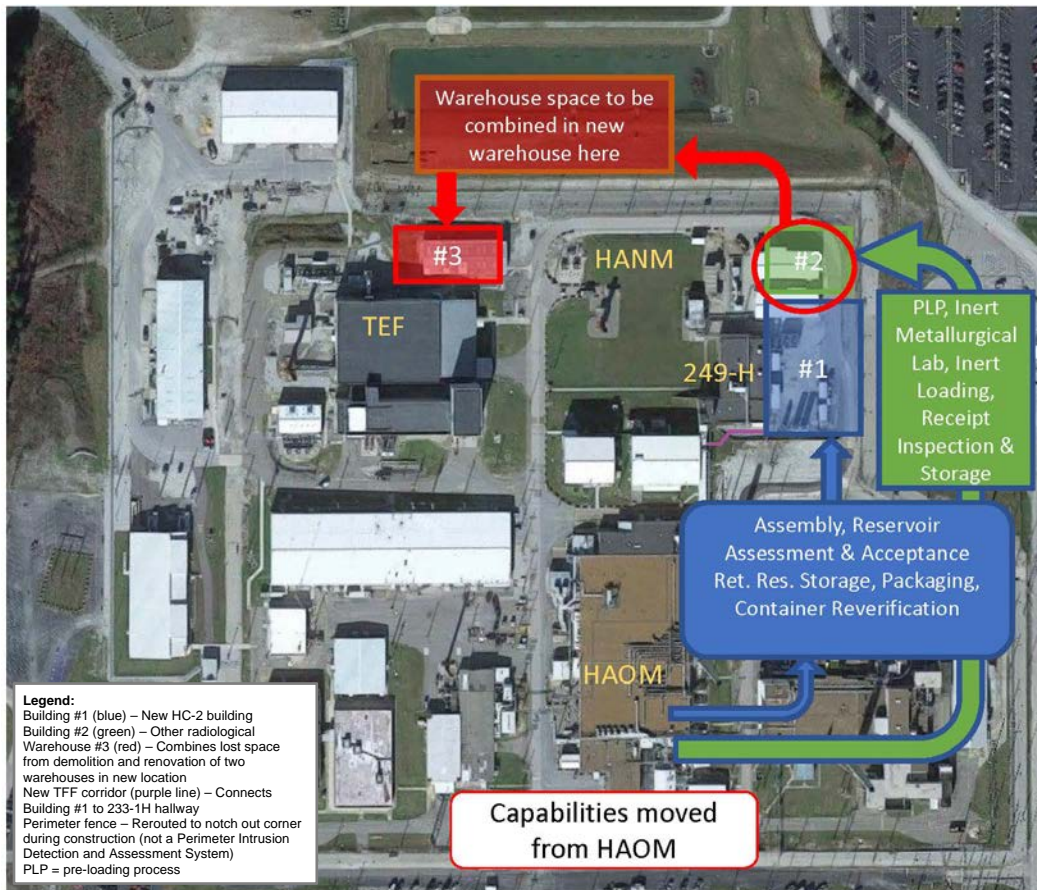 Warehouse space to be
combined in new
warehouse here
#3
HANM
#2
TEF
249-H
#1
PLP, Inert
Metallurgical
Lab, Inert
Loading,
Receipt
Inspection &
Storage
Assembly, Reservoir
Assessment & Acceptance
Ret. Res. Storage, Packaging,
Container Reverification
HAOM
Legend:
Building #1 (blue) – New HC-2 building
Building #2 (green) – Other radiological
Warehouse #3 (red) – Combines lost space
from demolition and renovation of two
warehouses in new location
New TFF corridor (purple line) – Connects
Building #1 to 233-1H hallway
Perimeter fence – Rerouted to notch out corner
during construction (not a Perimeter Intrusion
Detection and Assessment System)
PLP = pre-loading process
Capabilities moved
from HAOM